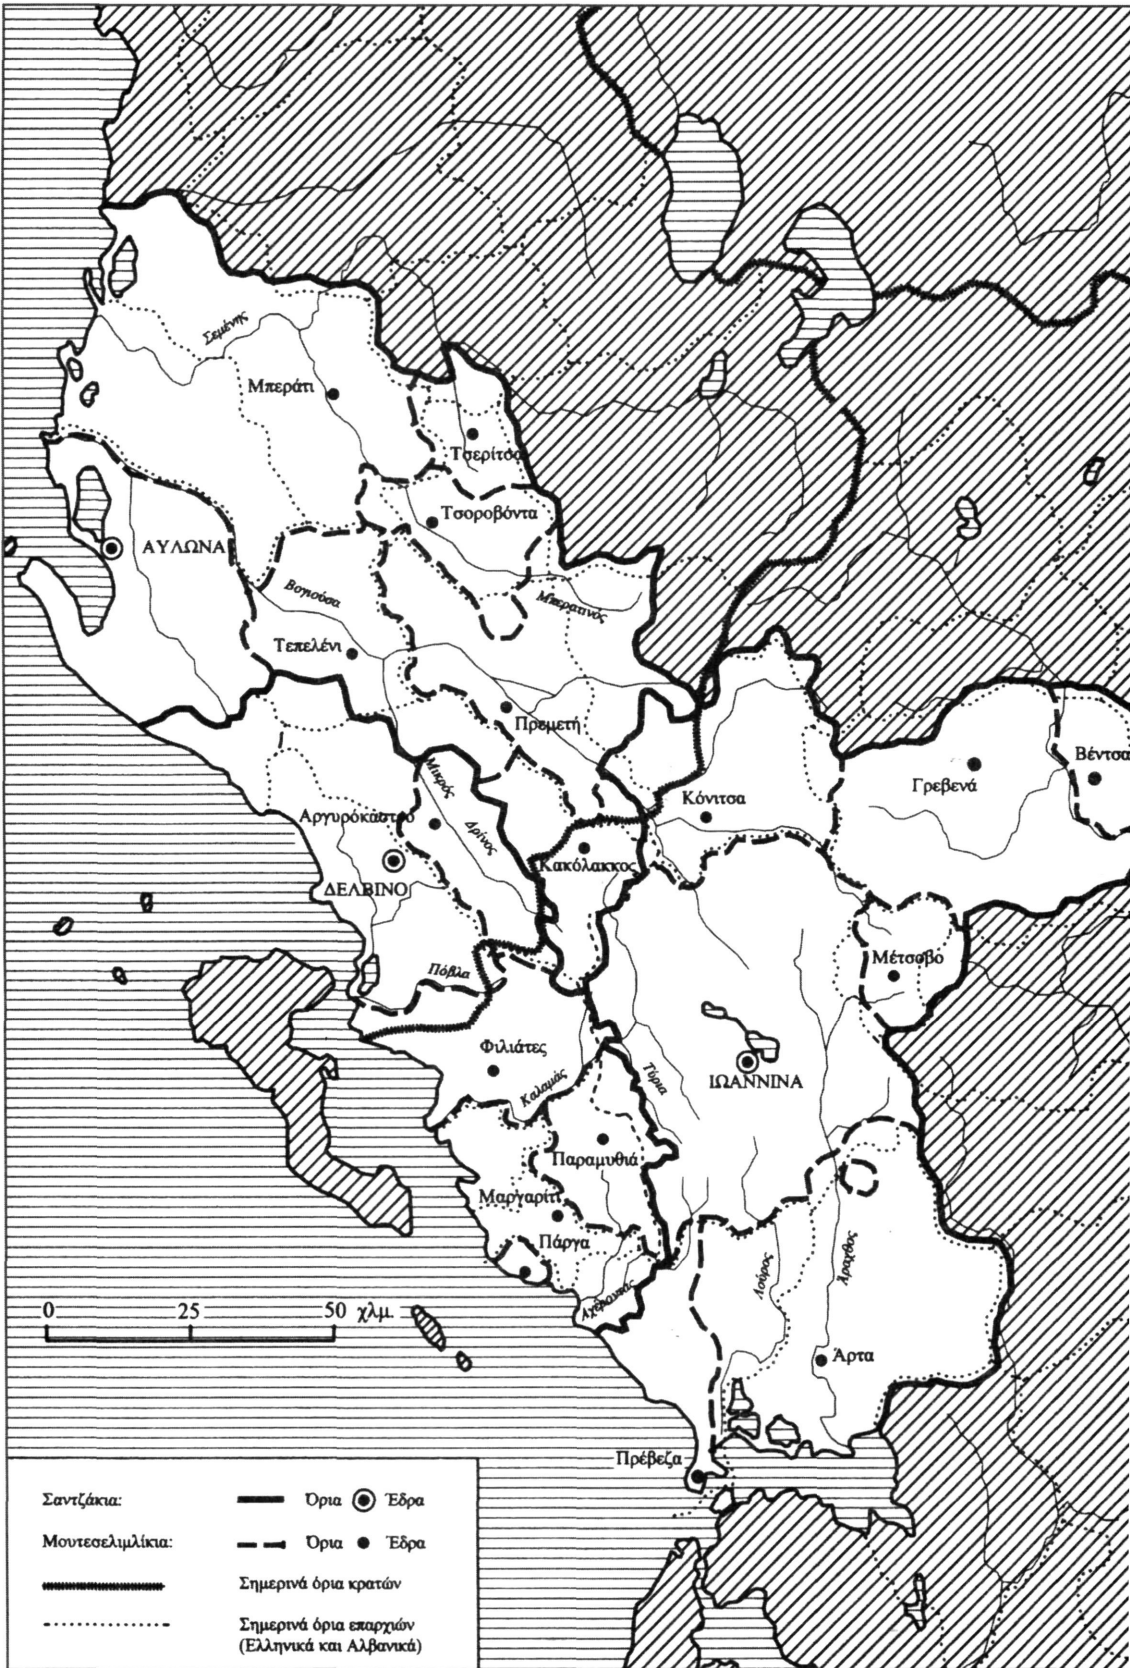 Σεμένης
Μπεράτι
Τσερίτσα
Τσοροβόντα
ΑΥΛΩΝΑ
Βογιούσα
Μπερατινός
Τεπελένι
Πρεμετή
Βέντσα
Γρεβενά
Μικρός
Δρίνος
Κόνιτσα
Αργυρόκαστρο
Κακόλακκος
ΔΕΛΒΙΝΟ
Μέτσοβο
Πόβλα
Φιλιάτες
Καλαμάς
Τύρια
ΙΩΑΝΝΙΝΑ
Παραμυθιά
Μαργαρίτι
Πάργα
Αχέροντας
Λούρος
Άραχθος
0 25 50 χλμ.
Άρτα
Πρέβεζα
Σαντζάκια: Όρια Έδρα
Μουτεσελιμλίκια: Όρια Έδρα
Σημερινά όρια κρατών
Σημερινά όρια επαρχιών
(Ελληνικά και Αλβανικά)